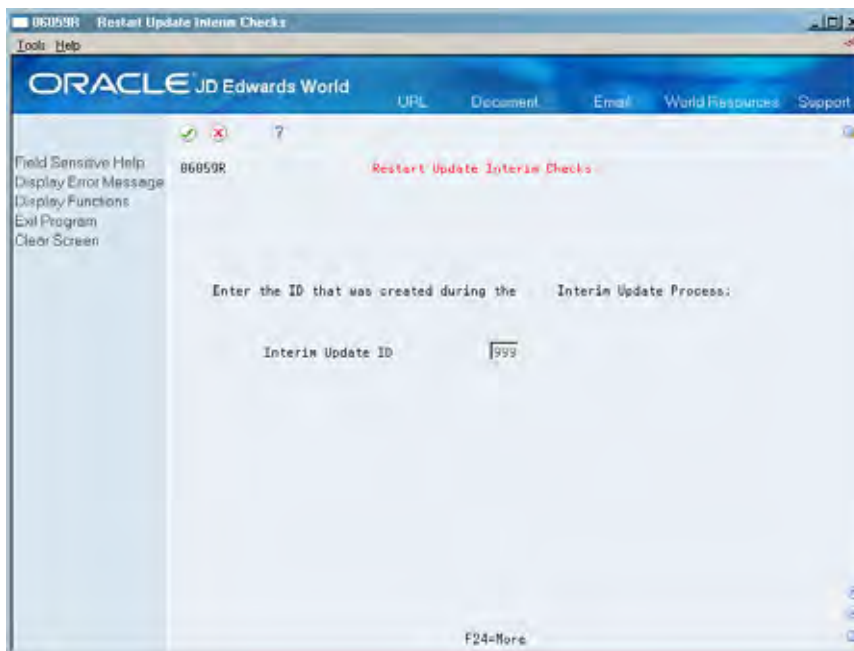 06059R Restart Update Interim Checks
Tools Help
ORACLE JD Edwards World
URL Document Email World Resources Support
?
Field Sensitive Help
Display Error Message
Display Functions
Exit Program
Clear Screen
06059R Restart Update Interim Checks
Enter the ID that was created during the Interim Update Process:
Interim Update ID 999
F24=More